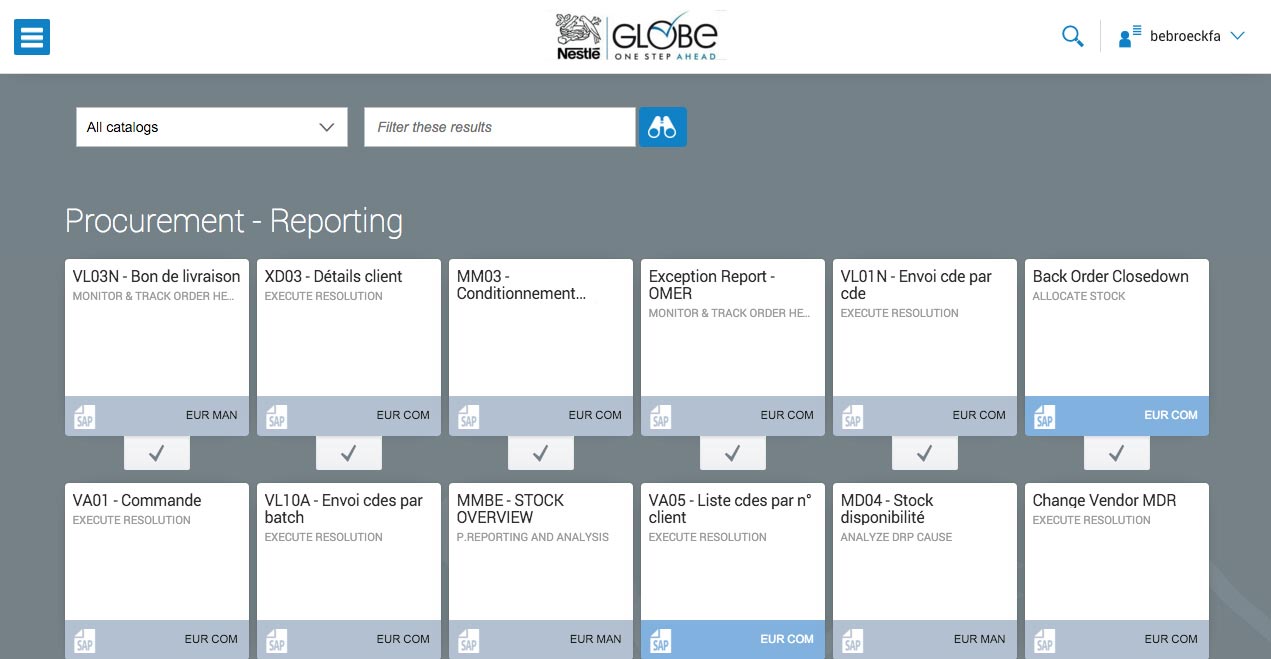 Nestlé
GLOBE
ONE STEP AHEAD
bebroeckfa
All catalogs
Filter these results
Procurement - Reporting
VL03N - Bon de livraison
MONITOR & TRACK ORDER HE...
SAP
EUR MAN
XD03 - Détails client
EXECUTE RESOLUTION
SAP
EUR COM
MM03 -
Conditionnement...
SAP
EUR COM
Exception Report -
OMER
MONITOR & TRACK ORDER HE...
SAP
EUR COM
VL01N - Envoi cde par
cde
EXECUTE RESOLUTION
SAP
EUR COM
Back Order Closedown
ALLOCATE STOCK
SAP
EUR COM
VA01 - Commande
EXECUTE RESOLUTION
SAP
EUR COM
VL10A - Envoi cdes par
batch
EXECUTE RESOLUTION
SAP
EUR COM
MMBE - STOCK
OVERVIEW
P.REPORTING AND ANALYSIS
SAP
EUR MAN
VA05 - Liste cdes par n°
client
EXECUTE RESOLUTION
SAP
EUR COM
MD04 - Stock
disponibilité
ANALYZE DRP CAUSE
SAP
EUR MAN
Change Vendor MDR
EXECUTE RESOLUTION
SAP
EUR COM